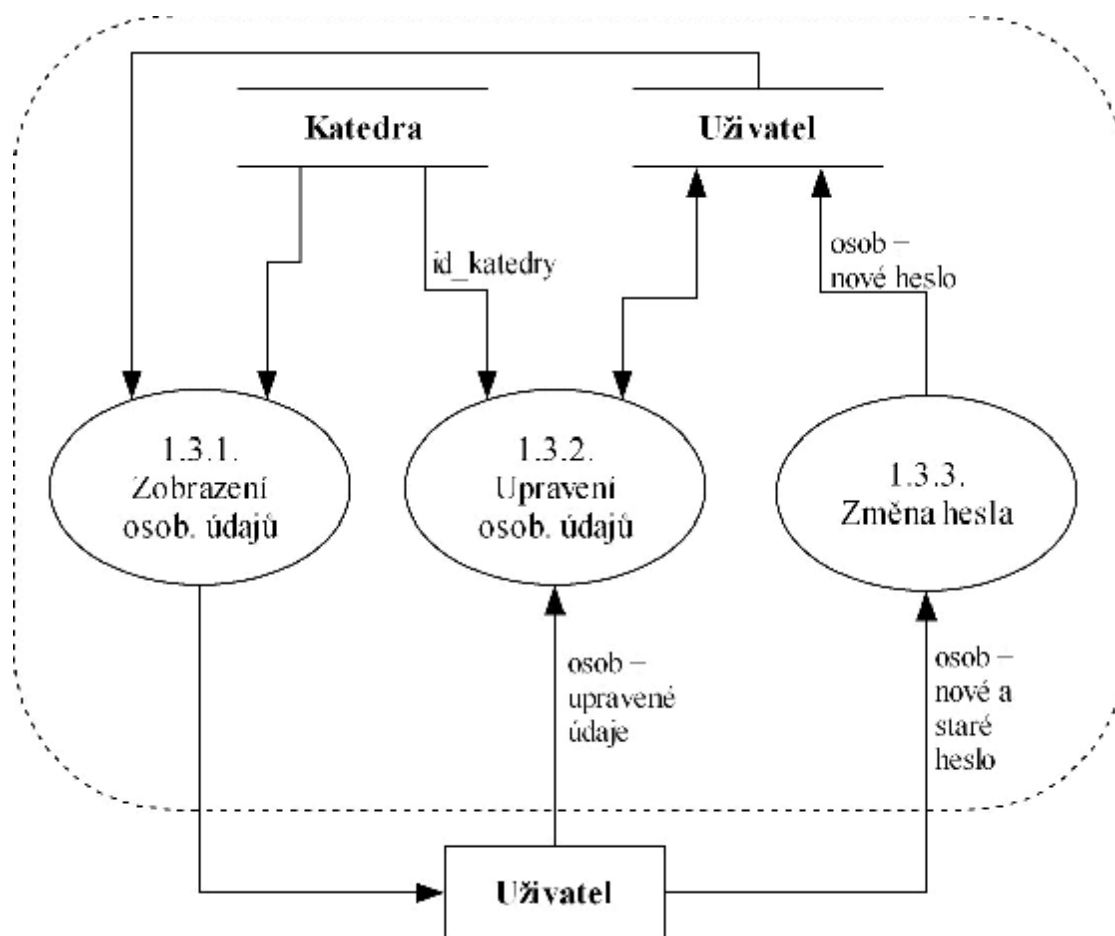 Katedra
Uživatel
id_katedry
osob –
nové heslo
1.3.1.
Zobrazení
osob. údajů
1.3.2.
Upravení
osob. údajů
1.3.3.
Změna hesla
osob –
upravené
údaje
osob –
nové a
staré
heslo
Uživatel